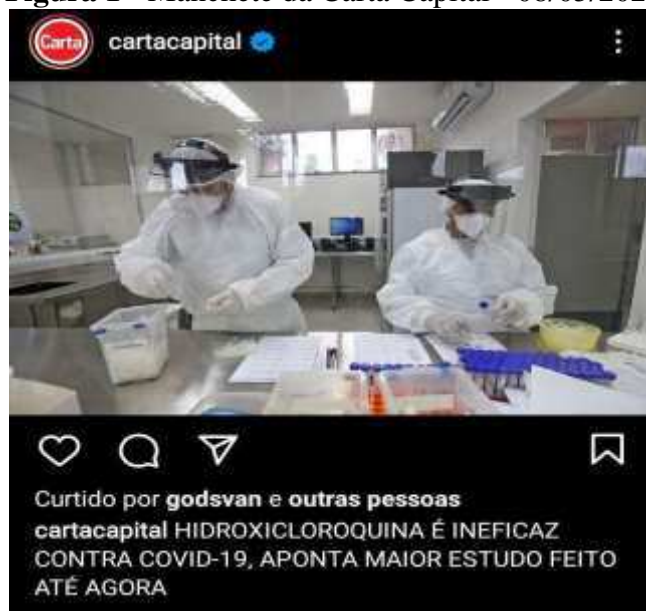 Carta
cartacapital
Curtido por godsvan e outras pessoas
cartacapital HIDROXICLOROQUINA É INEFICAZ
CONTRA COVID-19, APONTA MAIOR ESTUDO FEITO
ATÉ AGORA